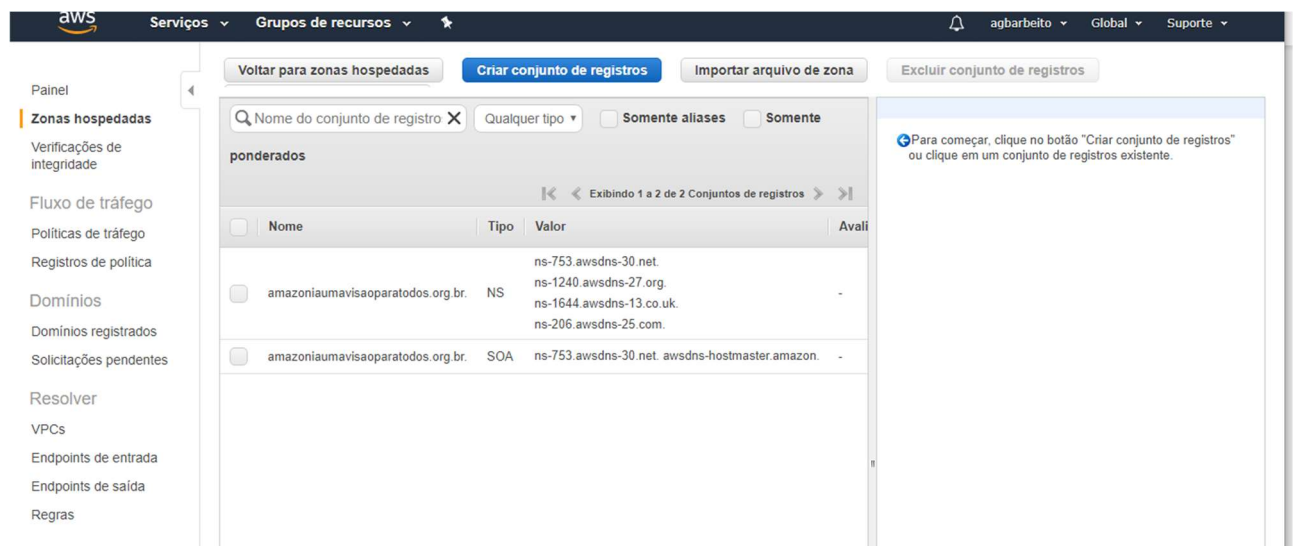 aws Serviços Grupos de recursos agbarbeito Global Suporte
Voltar para zonas hospedadas Criar conjunto de registros Importar arquivo de zona Excluir conjunto de registros
Painel
Zonas hospedadas
Verificações de
integridade
Fluxo de tráfego
Políticas de tráfego
Registros de política
Domínios
Domínios registrados
Solicitações pendentes
Resolver
VPCs
Endpoints de entrada
Endpoints de saída
Regras
Nome do conjunto de registro Qualquer tipo Somente aliases Somente
ponderados
Exibindo 1 a 2 de 2 Conjuntos de registros
Nome Tipo Valor Avali
amazoniaumavisaoparatodos.org.br. NS
ns-753.awsdns-30.net.
ns-1240.awsdns-27.org.
ns-1644.awsdns-13.co.uk.
ns-206.awsdns-25.com.
-
amazoniaumavisaoparatodos.org.br. SOA ns-753.awsdns-30.net. awsdns-hostmaster.amazon. -
Para começar, clique no botão "Criar conjunto de registros"
ou clique em um conjunto de registros existente.